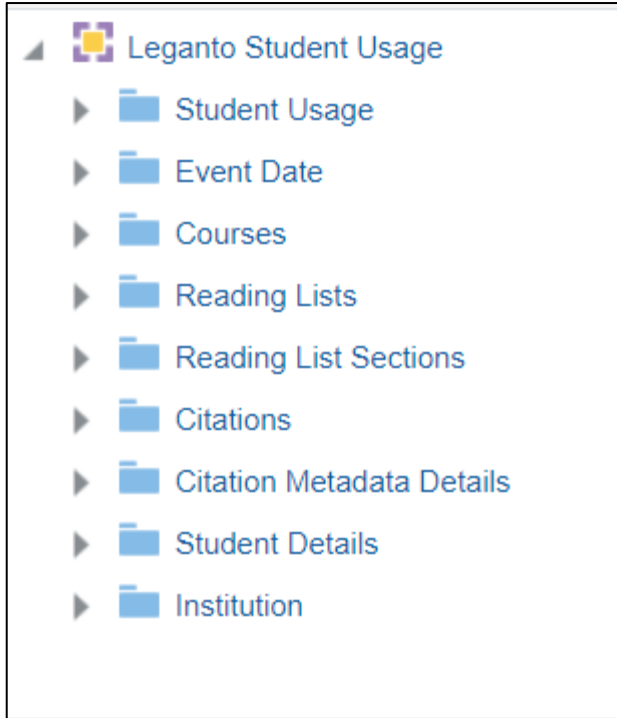 Leganto Student Usage
Student Usage
Event Date
Courses
Reading Lists
Reading List Sections
Citations
Citation Metadata Details
Student Details
Institution